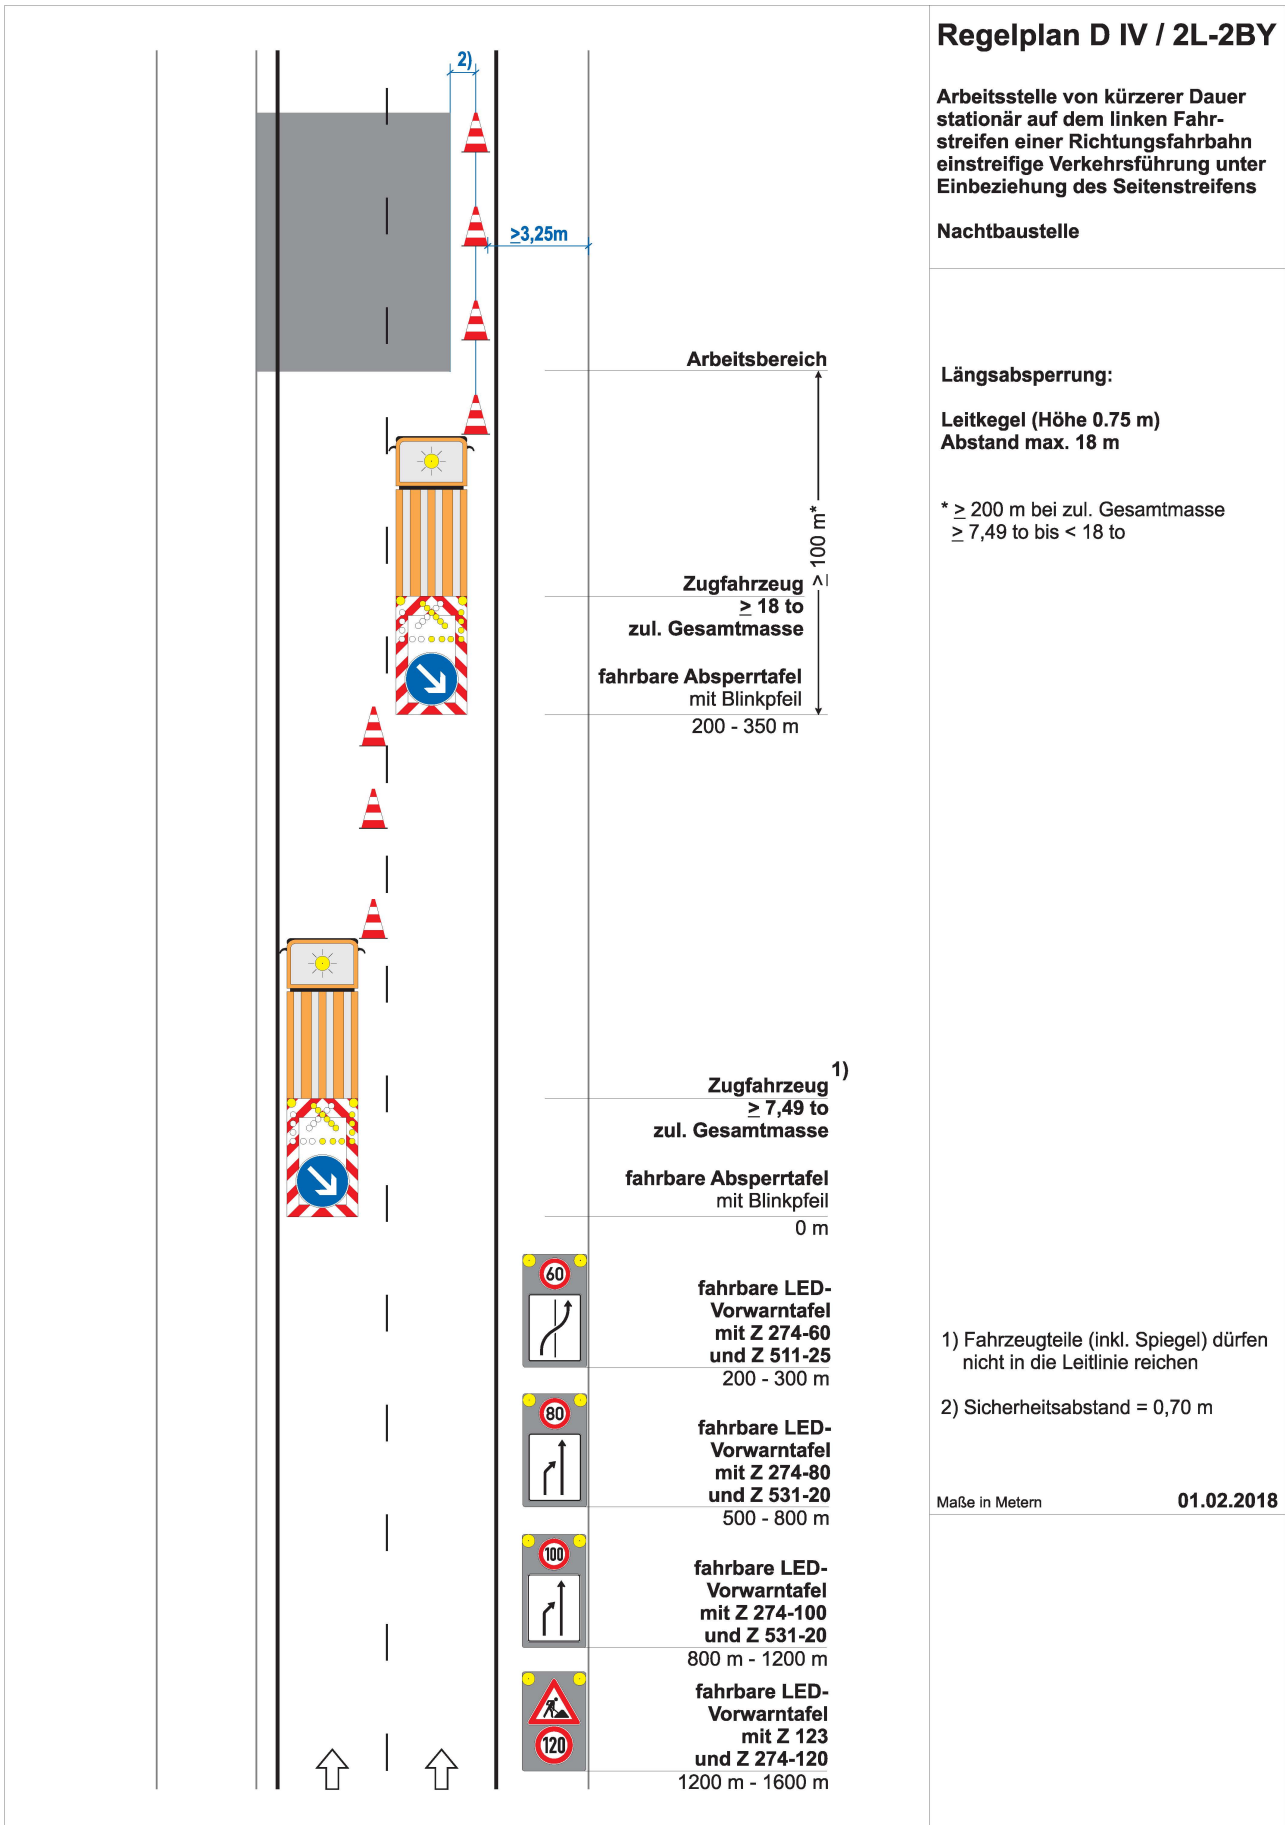 Regelplan D IV / 2L-2BY
Arbeitsstelle von kürzerer Dauer
stationär auf dem linken Fahr-
streifen einer Richtungsfahrbahn
einstreifige Verkehrsführung unter
Einbeziehung des Seitenstreifens
Nachtbaustelle
2)
≥3,25m
Arbeitsbereich
≥ 100 m*
Zugfahrzeug
≥ 18 to
zul. Gesamtmasse
fahrbare Absperrtafel
mit Blinkpfeil
200 - 350 m
1)
Zugfahrzeug
≥ 7,49 to
zul. Gesamtmasse
fahrbare Absperrtafel
mit Blinkpfeil
0 m
60
fahrbare LED-
Vorwarntafel
mit Z 274-60
und Z 511-25
200 - 300 m
80
fahrbare LED-
Vorwarntafel
mit Z 274-80
und Z 531-20
500 - 800 m
100
fahrbare LED-
Vorwarntafel
mit Z 274-100
und Z 531-20
800 m - 1200 m
120
fahrbare LED-
Vorwarntafel
mit Z 123
und Z 274-120
1200 m - 1600 m
Längsabsperrung:
Leitkegel (Höhe 0.75 m)
Abstand max. 18 m
* ≥ 200 m bei zul. Gesamtmasse
≥ 7,49 to bis < 18 to
1) Fahrzeugteile (inkl. Spiegel) dürfen
nicht in die Leitlinie reichen
2) Sicherheitsabstand = 0,70 m
Maße in Metern 01.02.2018